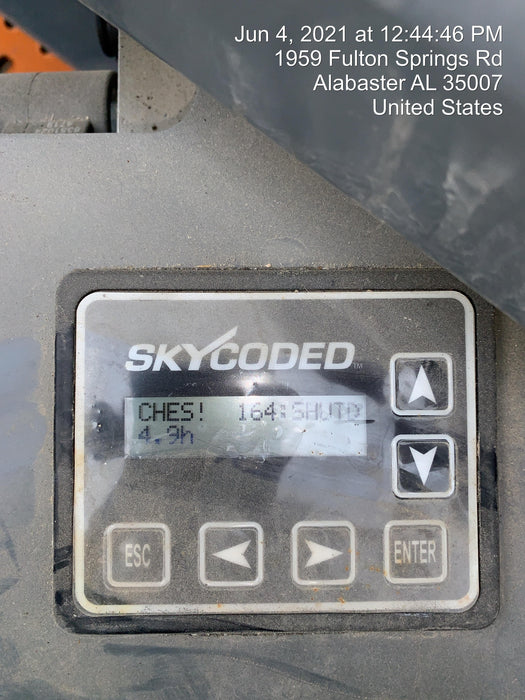 Jun 4, 2021 at 12:44:46 PM
1959 Fulton Springs Rd
Alabaster AL 35007
United States
SKYCODED™
CHES! 164:SHUTD
4.9h
ESC
ENTER